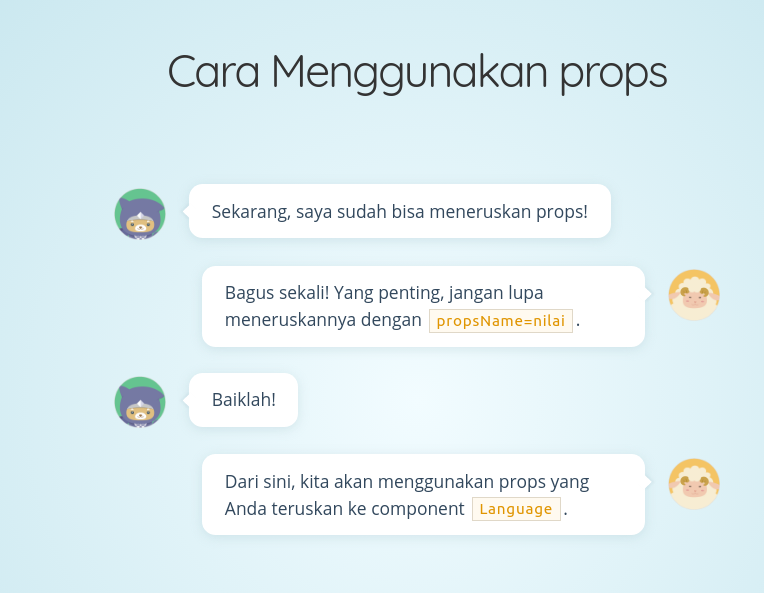 Cara Menggunakan props
Sekarang, saya sudah bisa meneruskan props!
Bagus sekali! Yang penting, jangan lupa
meneruskannya dengan propsName=nilai .
Baiklah!
Dari sini, kita akan menggunakan props yang
Anda teruskan ke component Language .